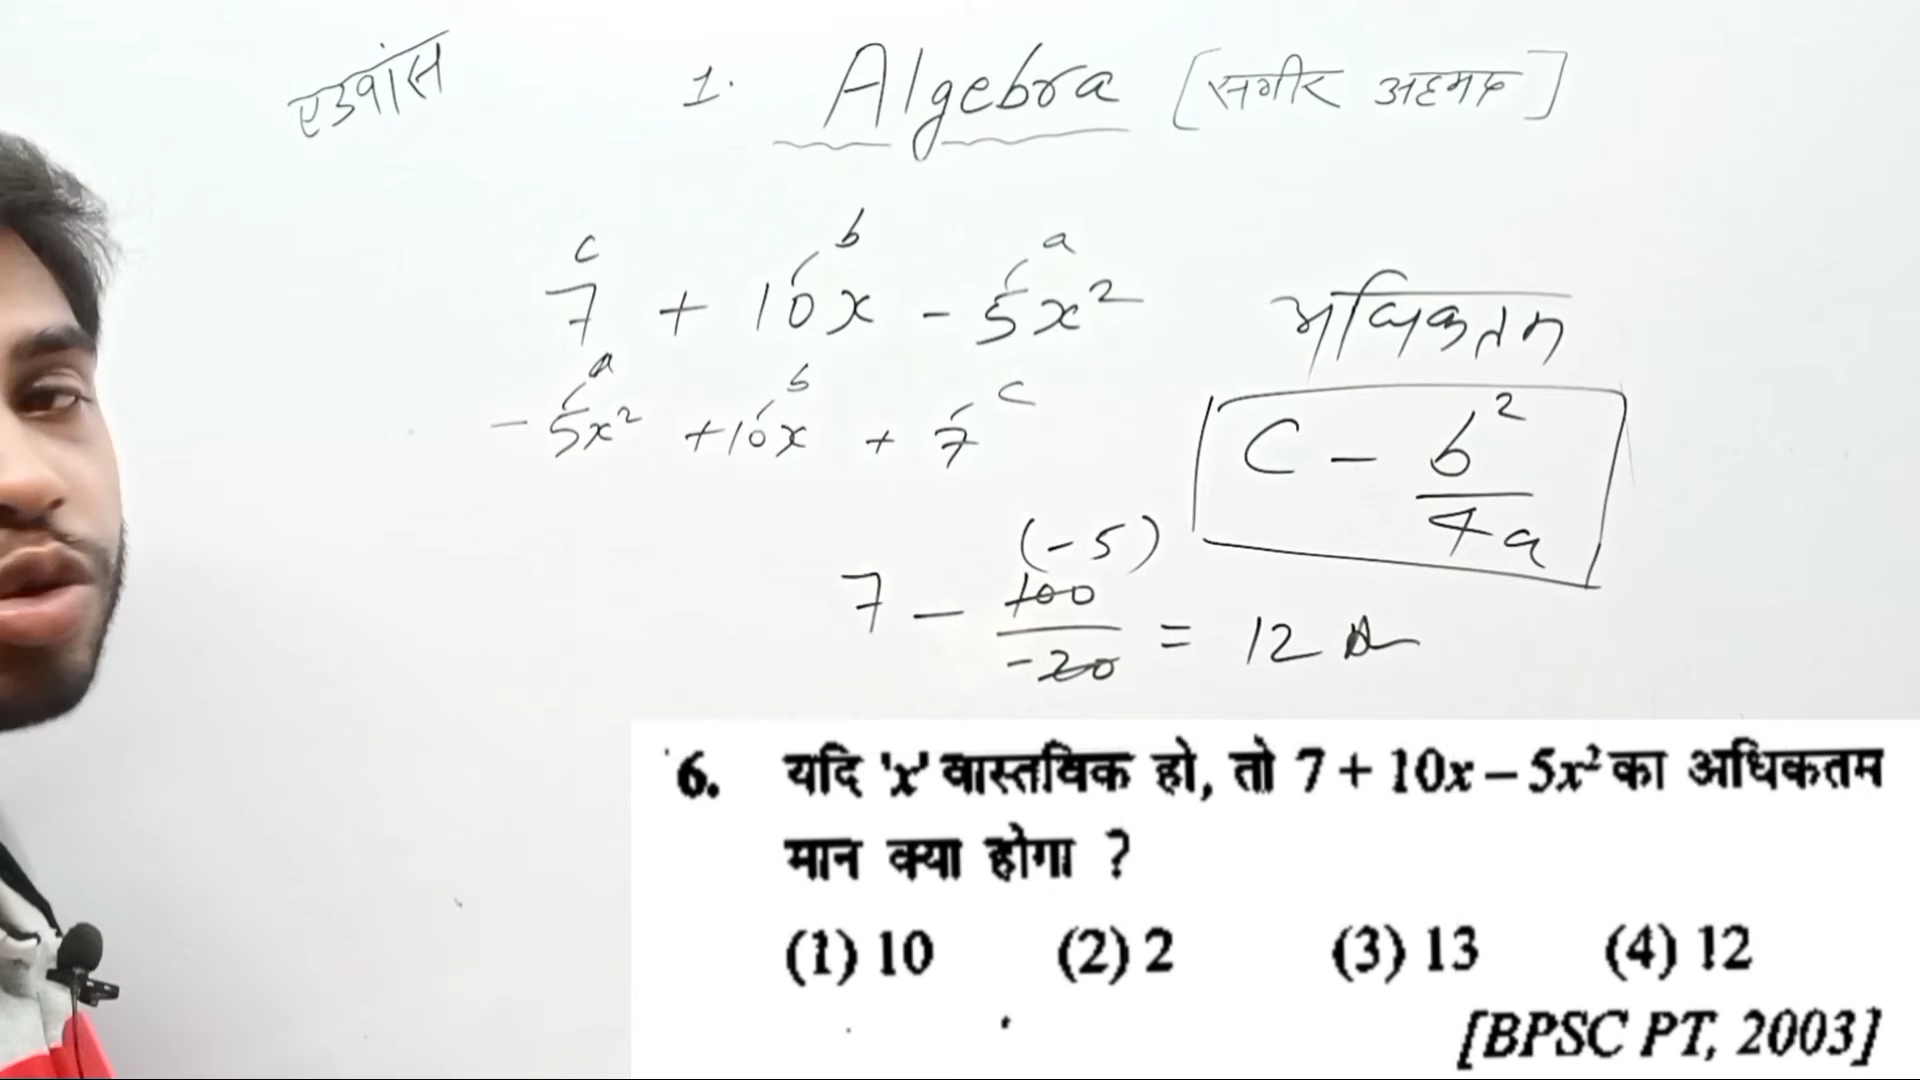 एडवांस 1. Algebra [सगीर अहमद]
c b a
7 + 10x - 5x² अधिकतम
a b c
- 5x² + 10x + 7 C - b²/4a
(-5)
7 - 100/-20 = 12
6. यदि 'x' वास्तविक हो, तो 7 + 10x – 5x² का अधिकतम
मान क्या होगा ?
(1) 10 (2) 2 (3) 13 (4) 12
[BPSC PT, 2003]